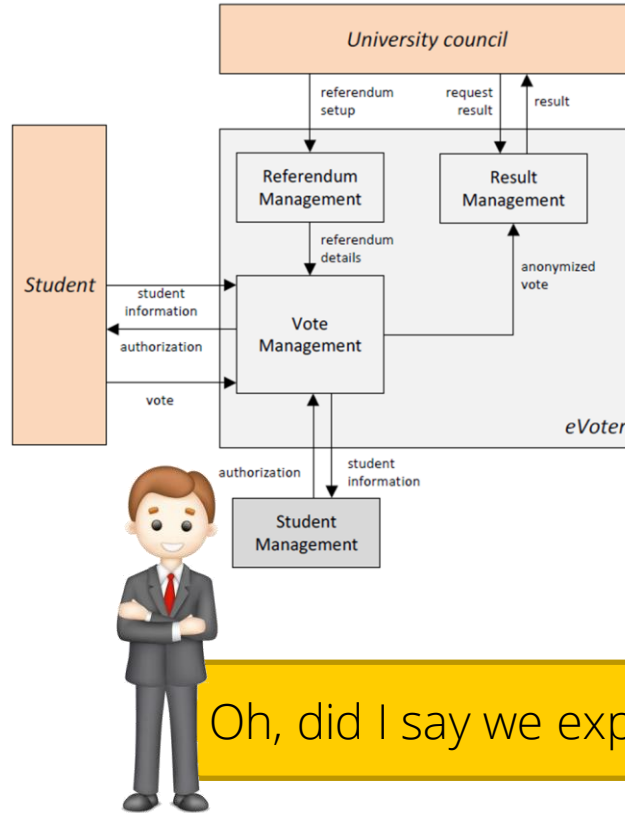 University council
referendum
setup
request
result
result
Referendum
Management
Result
Management
referendum
details
anonymized
vote
Student
student
information
authorization
vote
Vote
Management
eVoter
authorization
student
information
Student
Management
Oh, did I say we exp